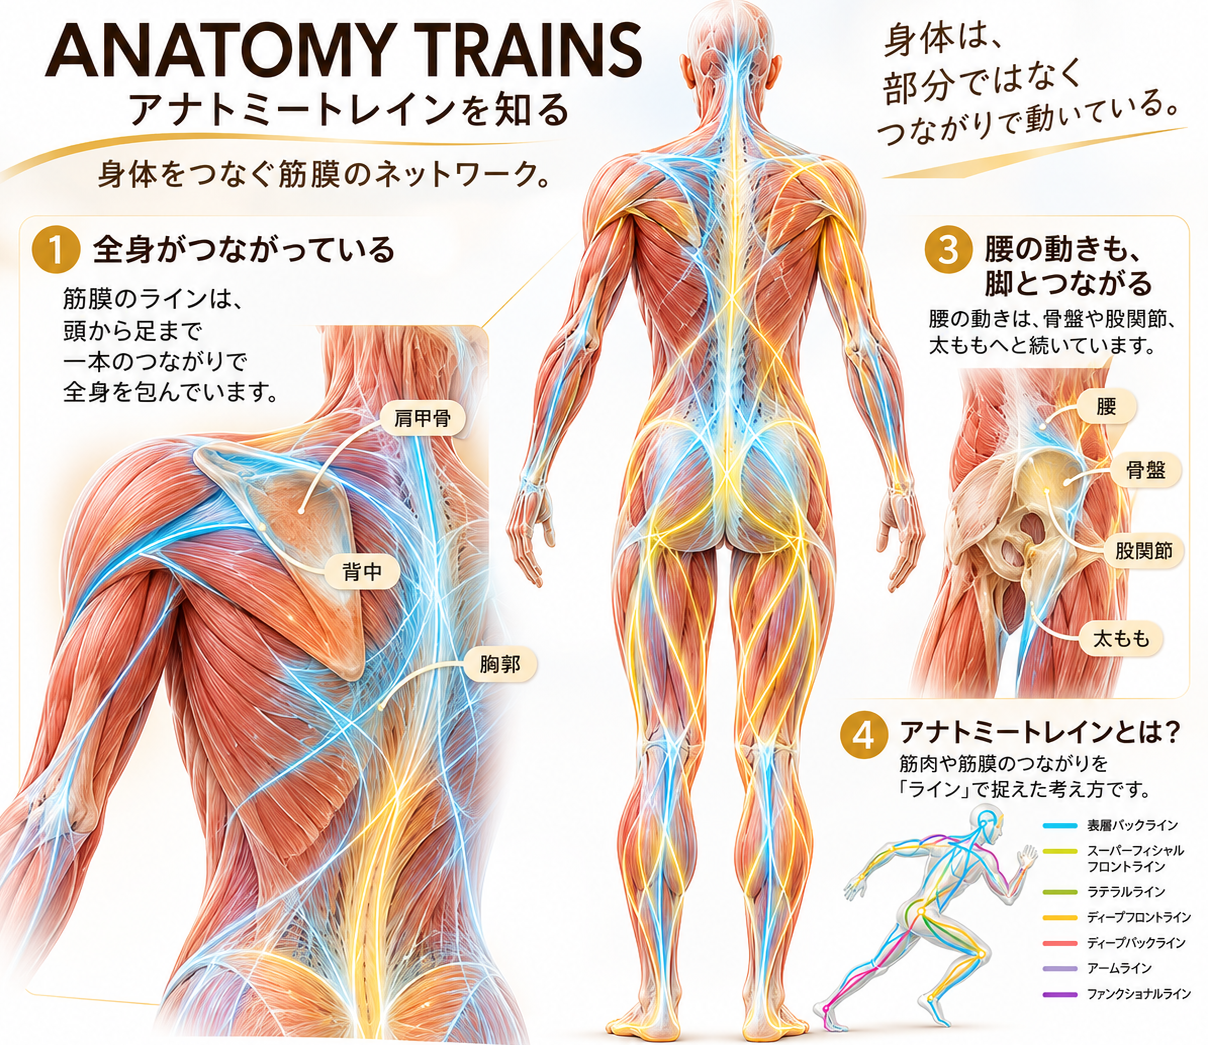 ANATOMY TRAINS
アナトミートレインを知る
身体をつなぐ筋膜のネットワーク。
身体は、
部分ではなく
つながりで動いている。
1 全身がつながっている
筋膜のラインは、
頭から足まで
一本のつながりで
全身を包んでいます。
肩甲骨
背中
胸郭
3 腰の動きも、
脚とつながる
腰の動きは、骨盤や股関節、
太ももへと続いています。
腰
骨盤
股関節
太もも
4 アナトミートレインとは?
筋肉や筋膜のつながりを
「ライン」で捉えた考え方です。
表層バックライン
スーパーフィシャル
フロントライン
ラテラルライン
ディープフロントライン
ディープバックライン
アームライン
ファンクショナルライン